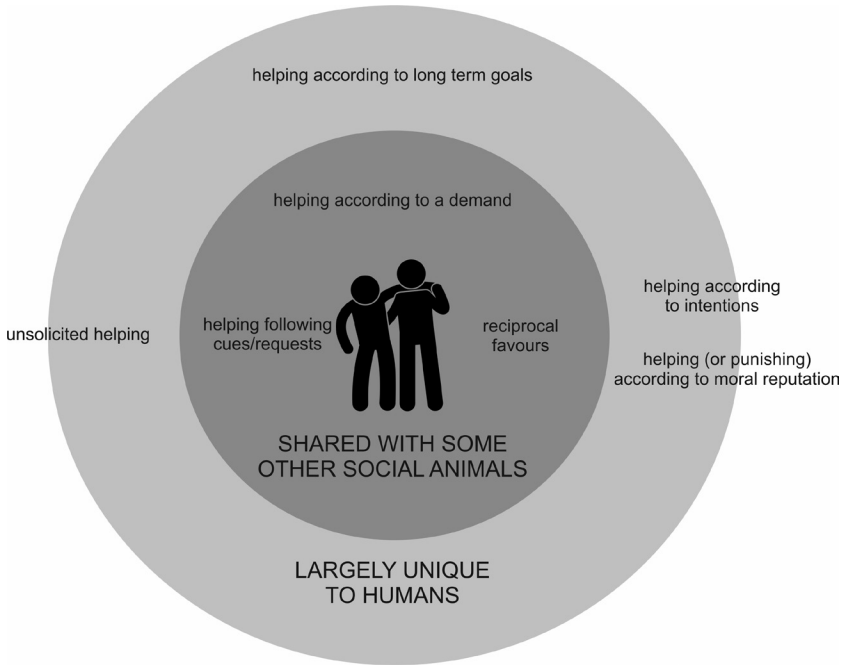 helping according to long term goals
helping according to a demand
helping according
to intentions
helping following
cues/requests
reciprocal
favours
unsolicited helping
helping (or punishing)
according to moral reputation
SHARED WITH SOME
OTHER SOCIAL ANIMALS
LARGELY UNIQUE
TO HUMANS